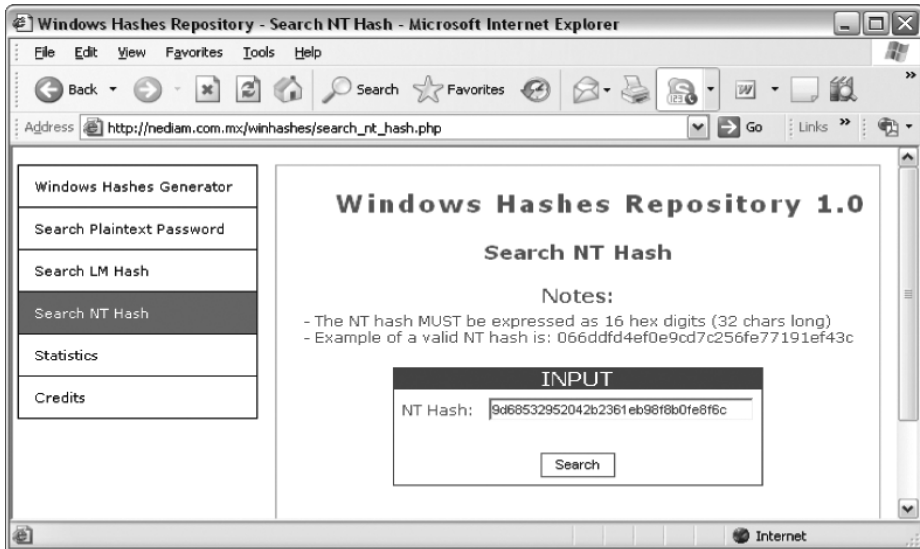 Windows Hashes Repository - Search NT Hash - Microsoft Internet Explorer
File Edit View Favorites Tools Help
Back Search Favorites 123 W »
Address http://nediam.com.mx/winhashes/search_nt_hash.php Go Links »
Windows Hashes Generator
Search Plaintext Password
Search LM Hash
Search NT Hash
Statistics
Credits
Windows Hashes Repository 1.0
Search NT Hash
Notes:
- The NT hash MUST be expressed as 16 hex digits (32 chars long)
- Example of a valid NT hash is: 066ddfd4ef0e9cd7c256fe77191ef43c
INPUT
NT Hash: 9d68532952042b2361eb98f8b0fe8f6c
Search
Internet